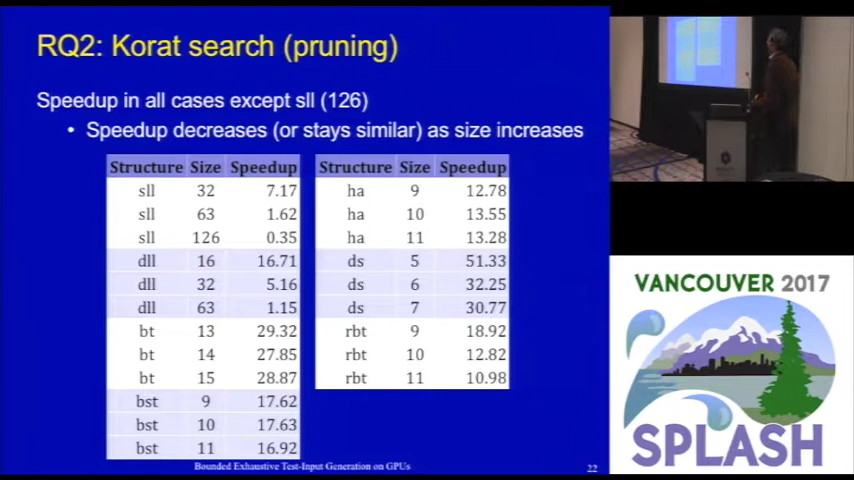 RQ2: Korat search (pruning)
Speedup in all cases except sll (126)
• Speedup decreases (or stays similar) as size increases
Structure Size Speedup
sll 32 7.17
sll 63 1.62
sll 126 0.35
dll 16 16.71
dll 32 5.16
dll 63 1.15
bt 13 29.32
bt 14 27.85
bt 15 28.87
bst 9 17.62
bst 10 17.63
bst 11 16.92
Structure Size Speedup
ha 9 12.78
ha 10 13.55
ha 11 13.28
ds 5 51.33
ds 6 32.25
ds 7 30.77
rbt 9 18.92
rbt 10 12.82
rbt 11 10.98
Bounded Exhaustive Test-Input Generation on GPUs
22
VANCOUVER 2017
SPLASH